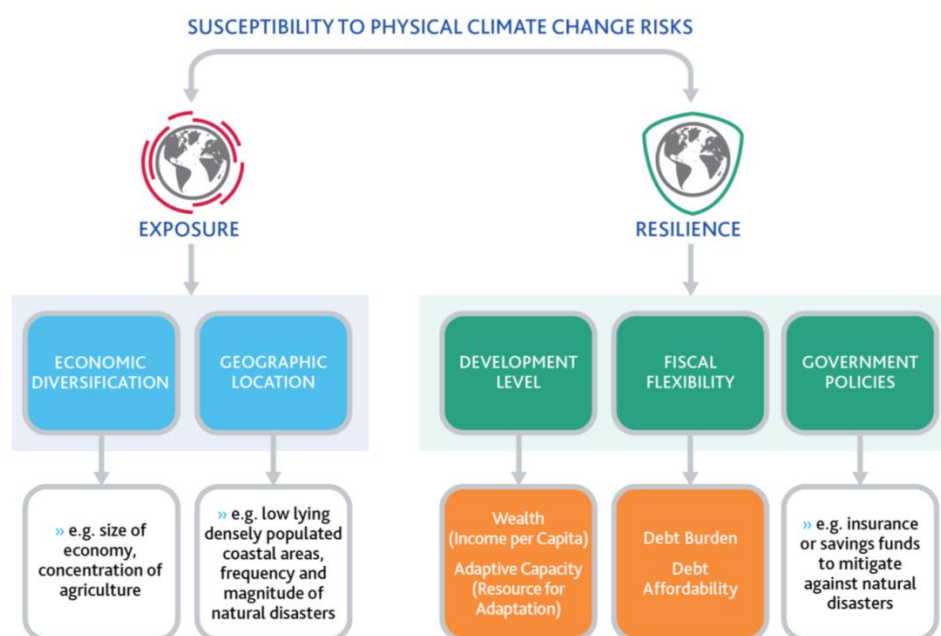 SUSCEPTIBILITY TO PHYSICAL CLIMATE CHANGE RISKS
EXPOSURE
RESILIENCE
ECONOMIC
DIVERSIFICATION
GEOGRAPHIC
LOCATION
DEVELOPMENT
LEVEL
FISCAL
FLEXIBILITY
GOVERNMENT
POLICIES
» e.g. size of
economy,
concentration of
agriculture
» e.g. low lying
densely populated
coastal areas,
frequency and
magnitude of
natural disasters
Wealth
(Income per Capita)
Adaptive Capacity
(Resource for
Adaptation)
Debt Burden
Debt
Affordability
» e.g. insurance
or savings funds
to mitigate
against natural
disasters